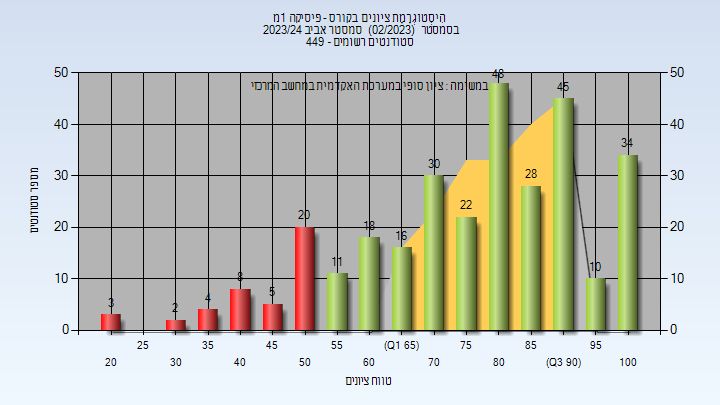 היסטוגרמת ציונים בקורס - פיסיקה 1מ
בסמסטר (02/2023) סמסטר אביב 2023/24
סטודנטים רשומים - 449
במשימה : ציון סופי במערכת האקדמית במחשב המרכזי
מספר סטודנטים
50 50
40 40
30 30
20 20
10 10
0 0
3 2 4 8 5 20 11 18 16 30 22 48 28 45 10 34
25 35 45 55 (Q1 65) 75 85 95
20 30 40 50 60 70 80 (Q3 90) 100
טווח ציונים